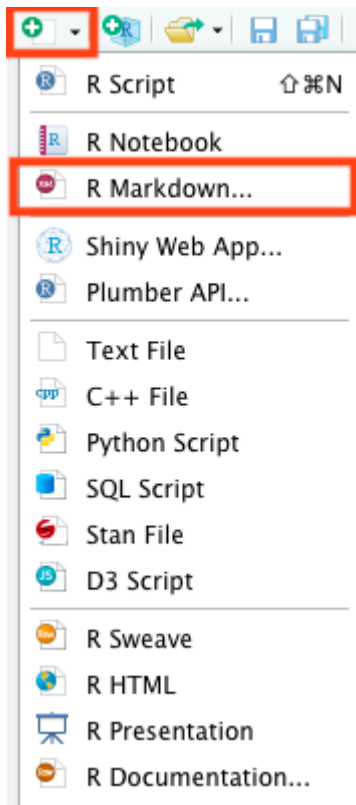 R Script ⇧⌘N
R Notebook
R Markdown...
Shiny Web App...
Plumber API...
Text File
C++ File
Python Script
SQL Script
Stan File
D3 Script
R Sweave
R HTML
R Presentation
R Documentation...